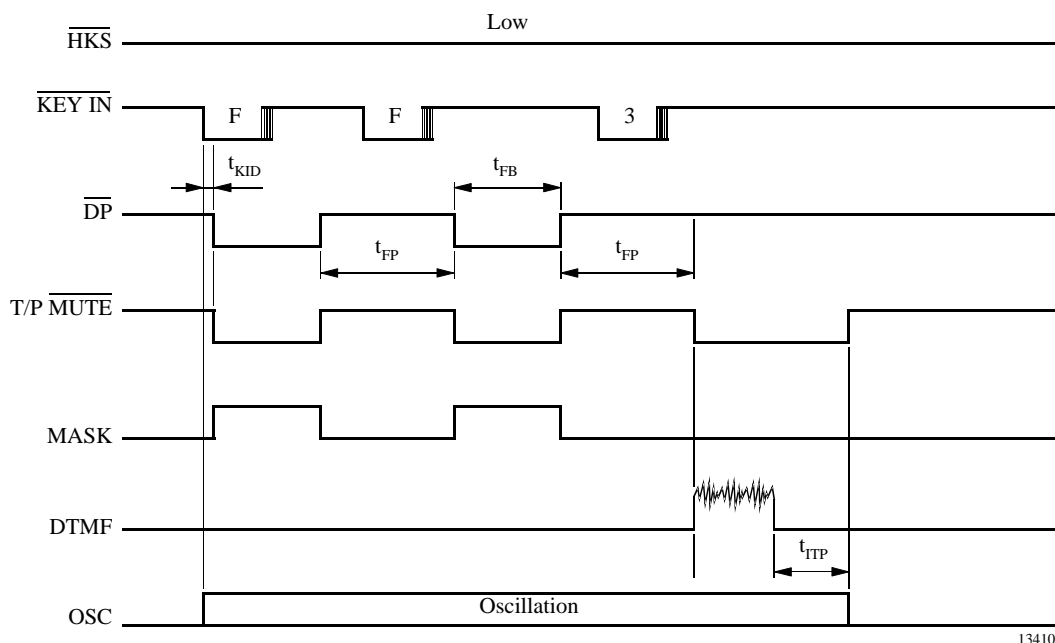 Low
HKS
KEY IN
F F 3
tKID
tFB
DP
tFP tFP
T/P MUTE
MASK
DTMF
tITP
Oscillation
OSC
13410